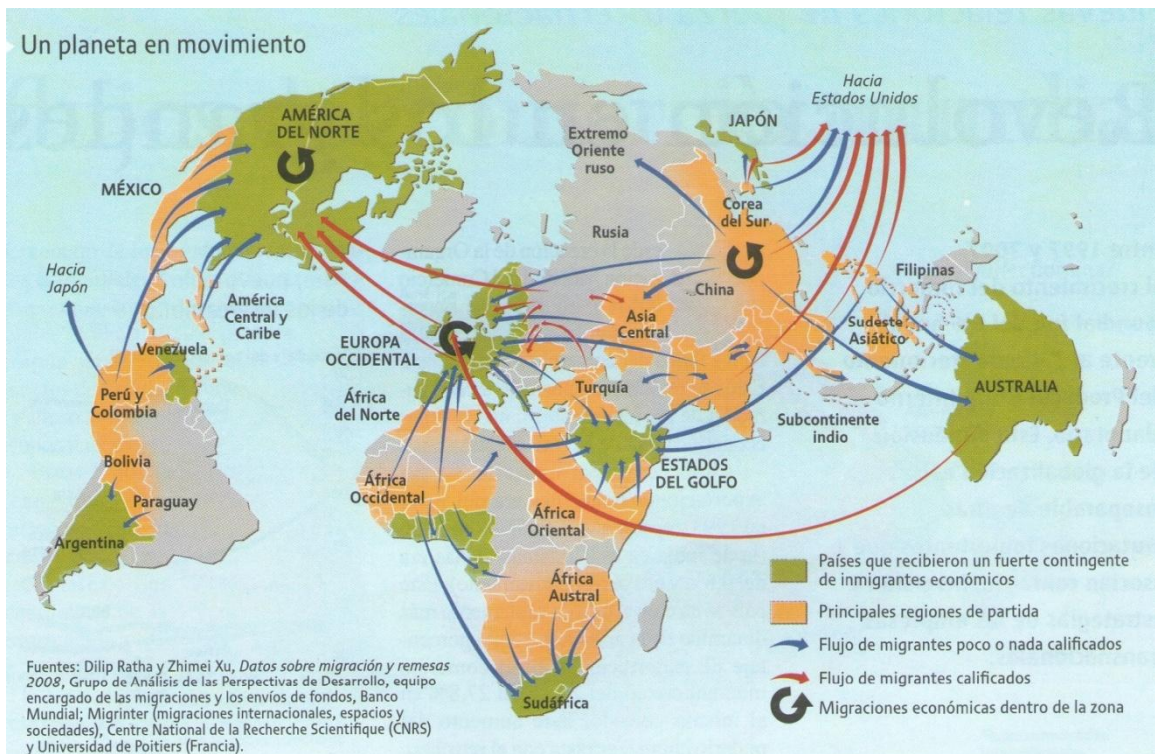 Un planeta en movimiento
AMÉRICA
DEL NORTE
MÉXICO
Hacia
Japón
América
Central y
Caribe
Venezuela
Perú y
Colombia
Bolivia
Paraguay
Argentina
EUROPA
OCCIDENTAL
África
del Norte
África
Occidental
África
Oriental
África
Austral
Sudáfrica
Extremo
Oriente
ruso
Rusia
JAPÓN
Corea
del Sur
China
Asia
Central
Turquía
ESTADOS
DEL GOLFO
Hacia
Estados Unidos
Filipinas
Sudeste
Asiático
Subcontinente
indio
AUSTRALIA
Países que recibieron un fuerte contingente
de inmigrantes económicos
Principales regiones de partida
Flujo de migrantes poco o nada calificados
Flujo de migrantes calificados
Migraciones económicas dentro de la zona
Fuentes: Dilip Ratha y Zhimei Xu, Datos sobre migración y remesas
2008, Grupo de Análisis de las Perspectivas de Desarrollo, equipo
encargado de las migraciones y los envíos de fondos, Banco
Mundial; Migrinter (migraciones internacionales, espacios y
sociedades), Centre National de la Recherche Scientifique (CNRS)
y Universidad de Poitiers (Francia).